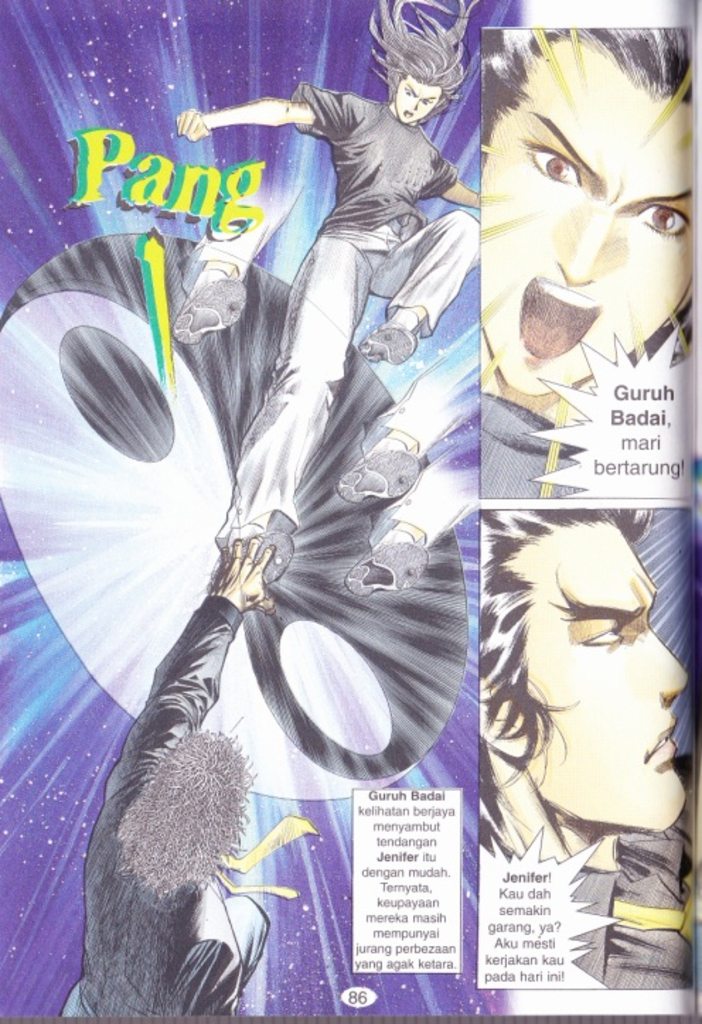 Pang
!
Guruh
Badai,
mari
bertarung!
Guruh Badai
kelihatan berjaya
menyambut
tendangan
Jenifer itu
dengan mudah.
Ternyata,
keupayaan
mereka masih
mempunyai
jurang perbezaan
yang agak ketara.
Jenifer!
Kau dah
semakin
garang, ya?
Aku mesti
kerjakan kau
pada hari ini!
86